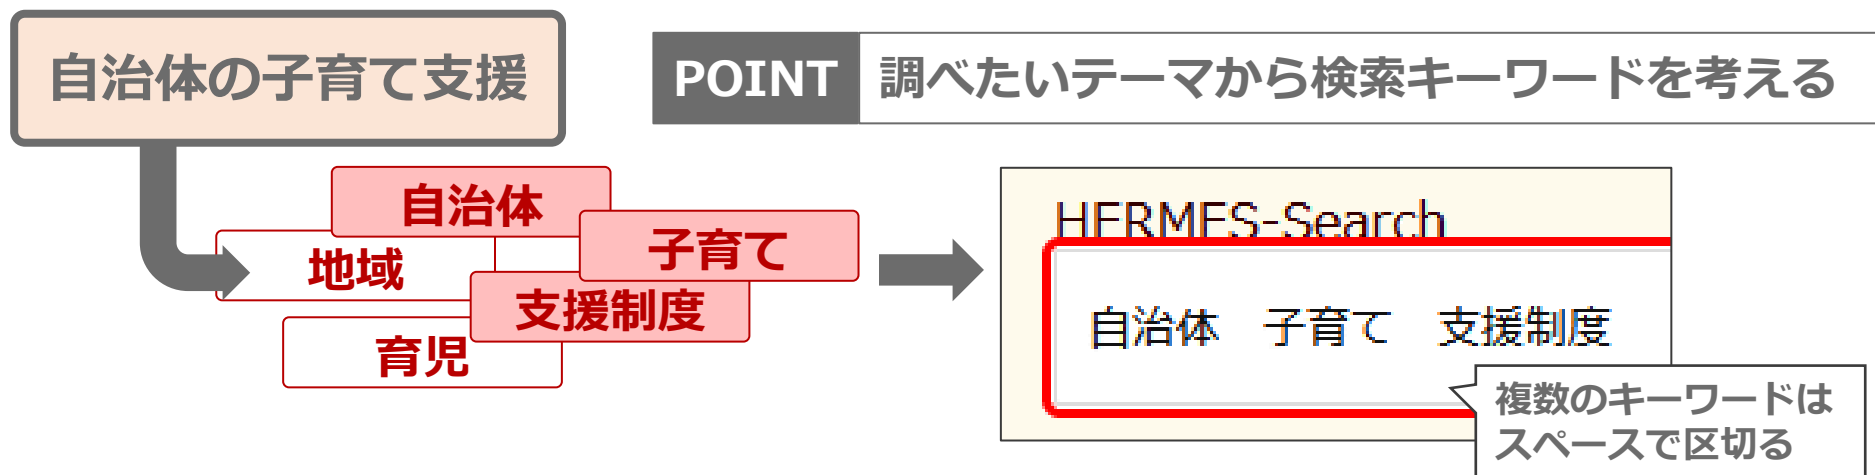 自治体の子育て支援
POINT 調べたいテーマから検索キーワードを考える
自治体
子育て
地域
支援制度
育児
HERMES-Search
自治体　子育て　支援制度
複数のキーワードは
スペースで区切る